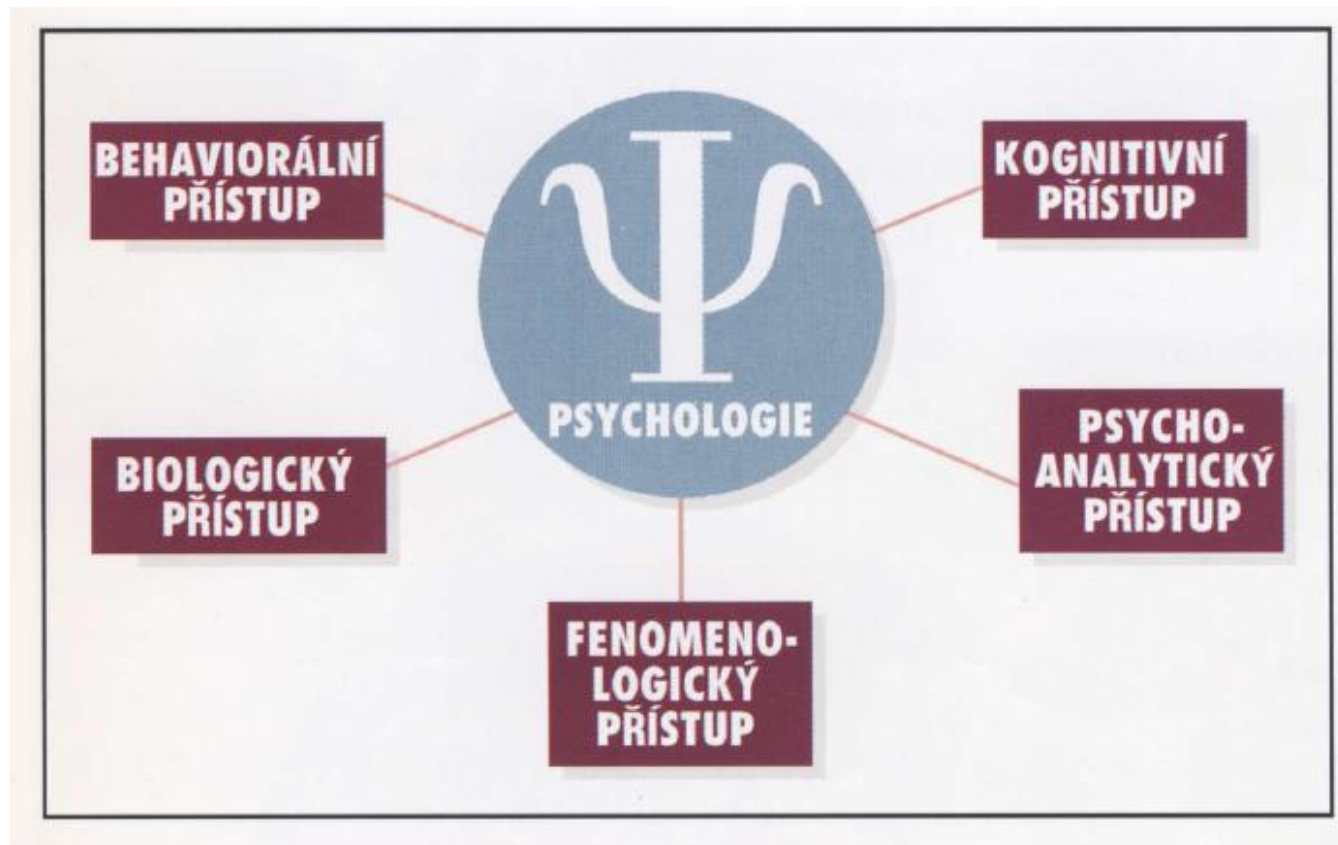 BEHAVIORÁLNÍ
PŘÍSTUP
KOGNITIVNÍ
PŘÍSTUP
Ψ
PSYCHOLOGIE
BIOLOGICKÝ
PŘÍSTUP
PSYCHO-
ANALYTICKÝ
PŘÍSTUP
FENOMENO-
LOGICKÝ
PŘÍSTUP